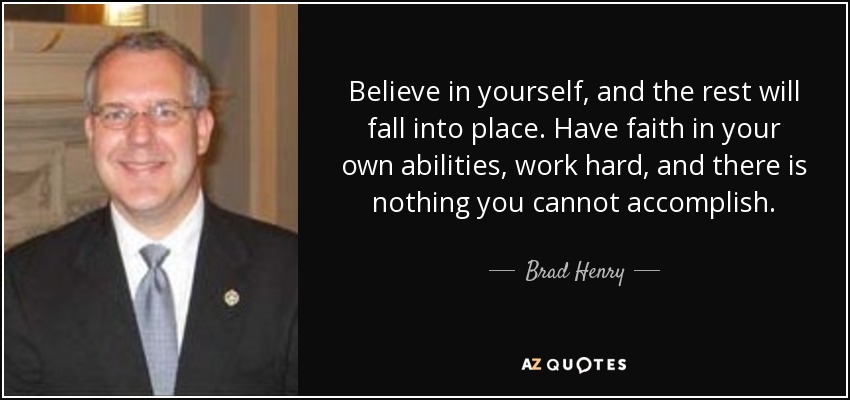 Believe in yourself, and the rest will
fall into place. Have faith in your
own abilities, work hard, and there is
nothing you cannot accomplish.
Brad Henry
AZ QUOTES